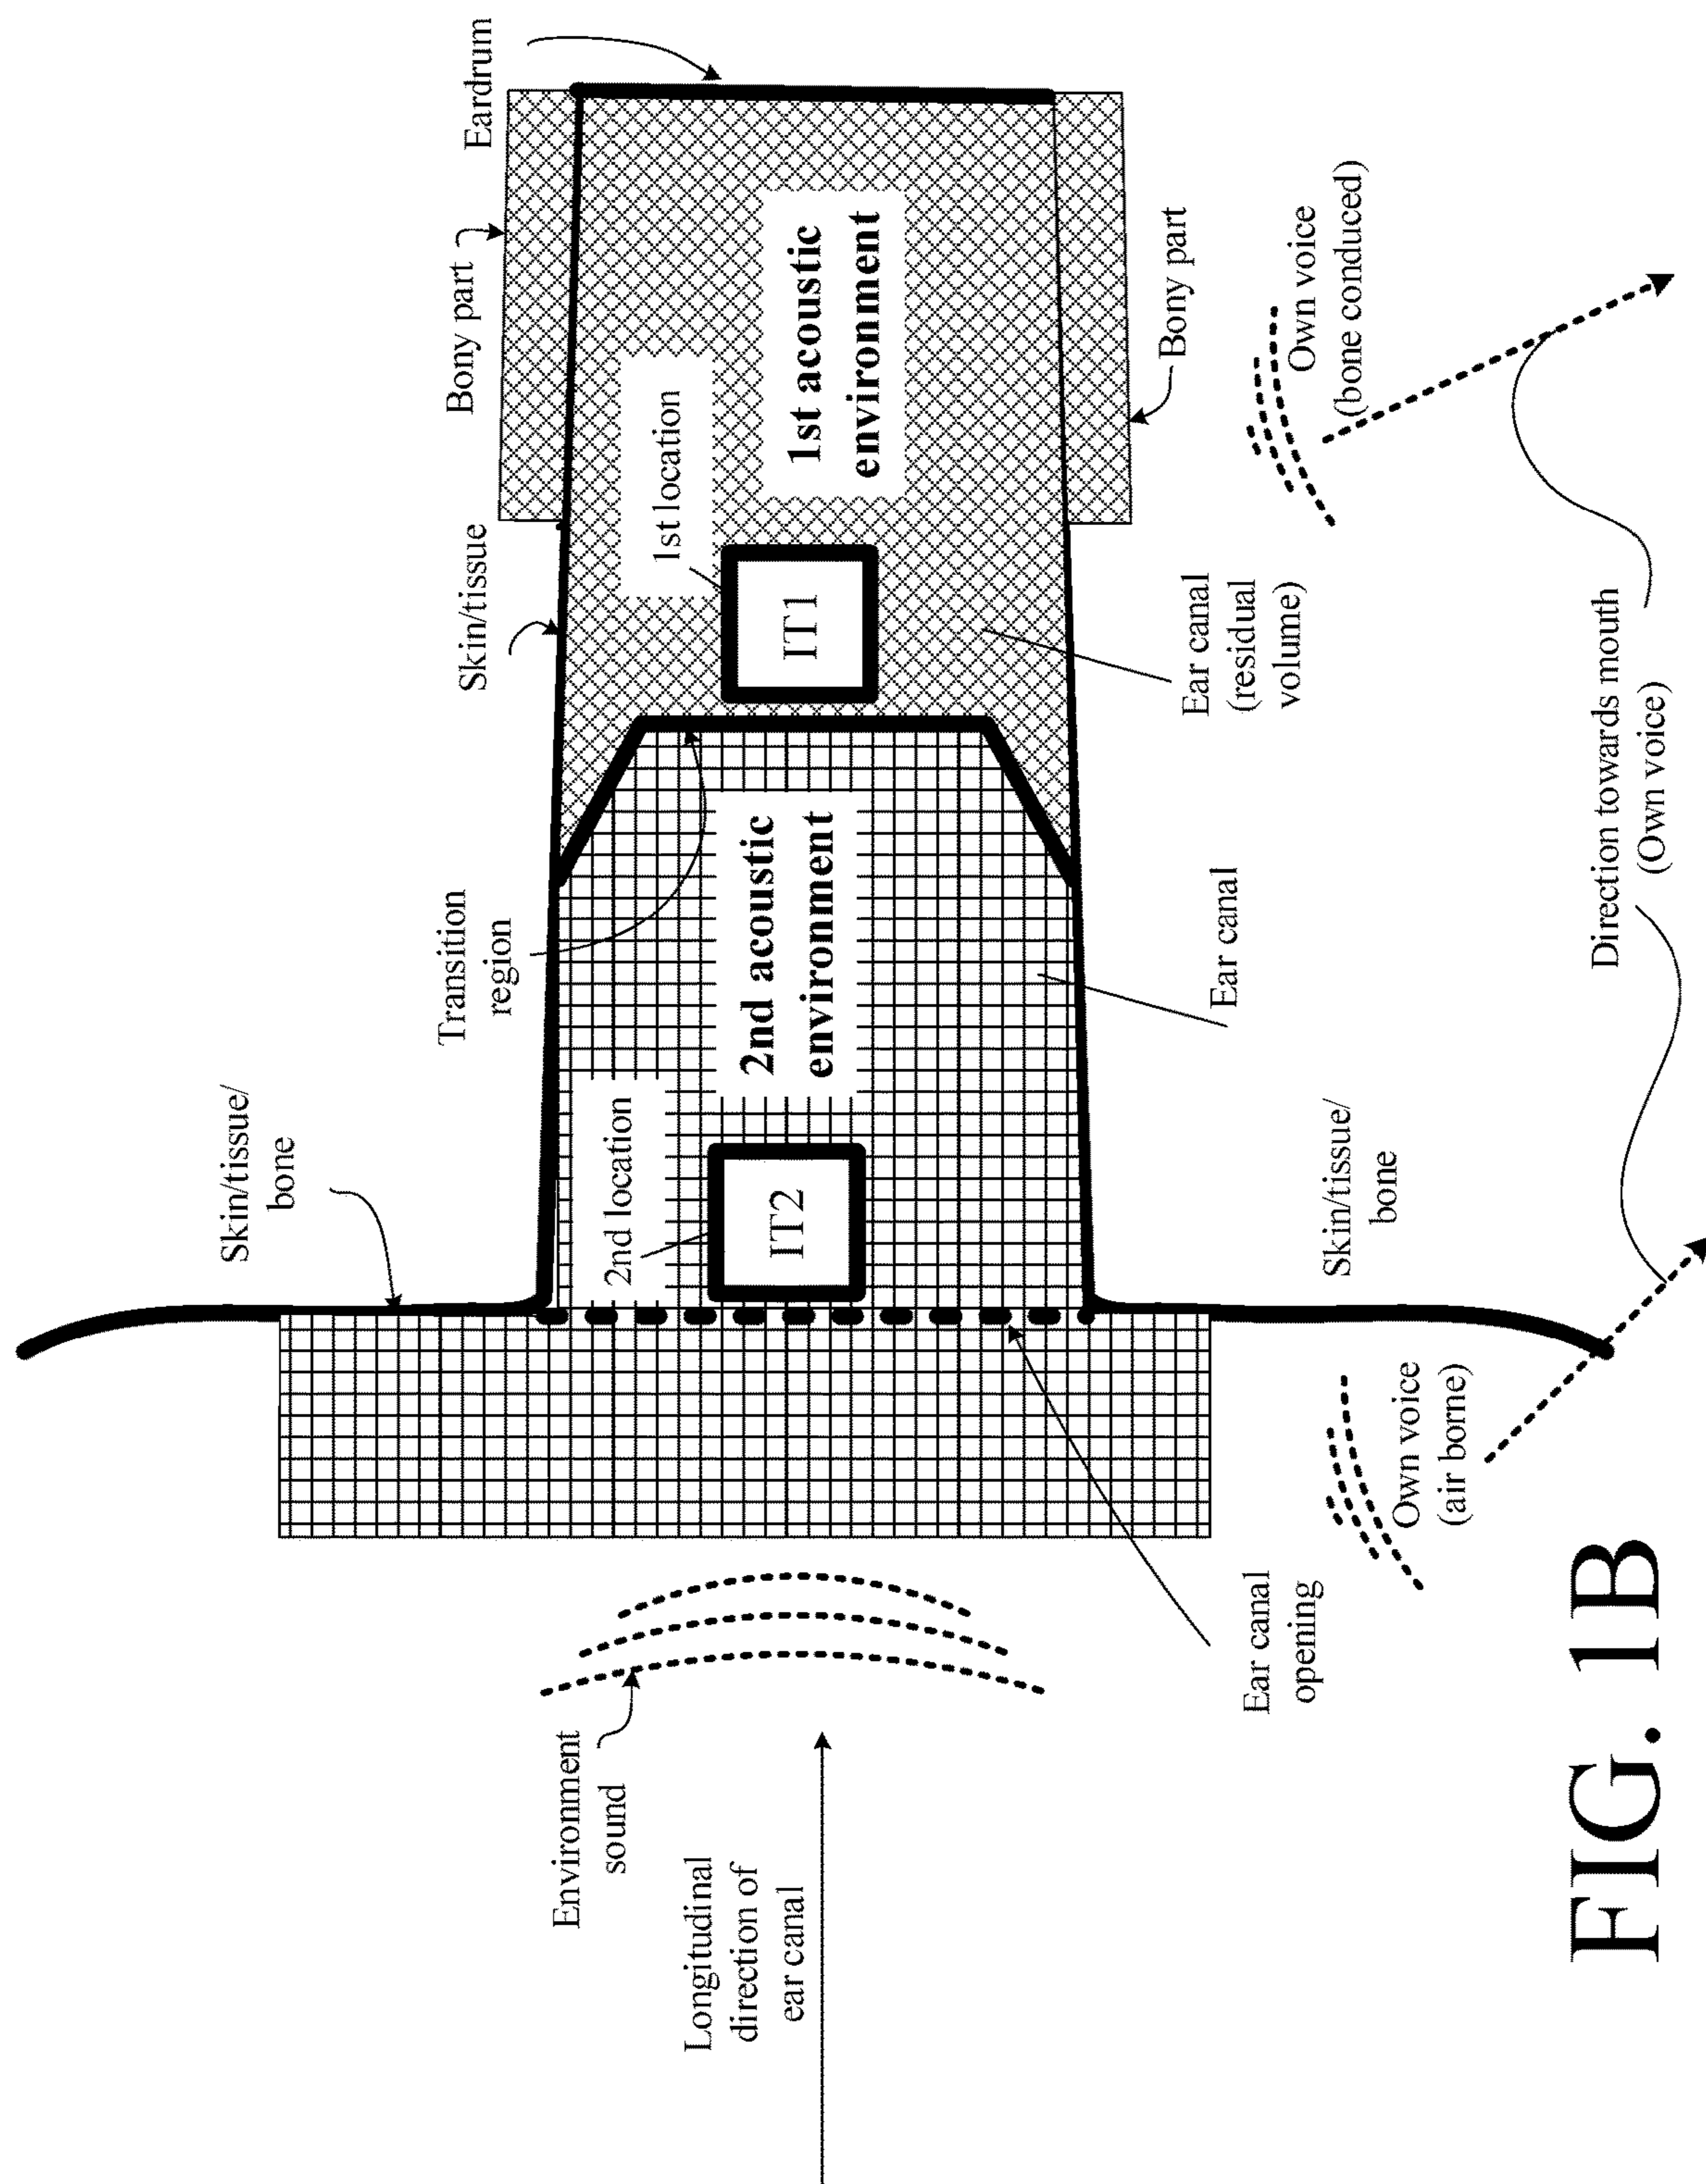 Eardrum
Bony part
Skin/tissue
Transition
region
Skin/tissue/
bone
1st location
IT1
1st acoustic
environment
2nd location
IT2
2nd acoustic
environment
Environment
sound
Longitudinal
direction of
ear canal
Bony part
Ear canal
(residual
volume)
Ear canal
Own voice
(bone conduced)
Skin/tissue/
bone
Ear canal
opening
Own voice
(air borne)
Direction towards mouth
(Own voice)
FIG. 1B